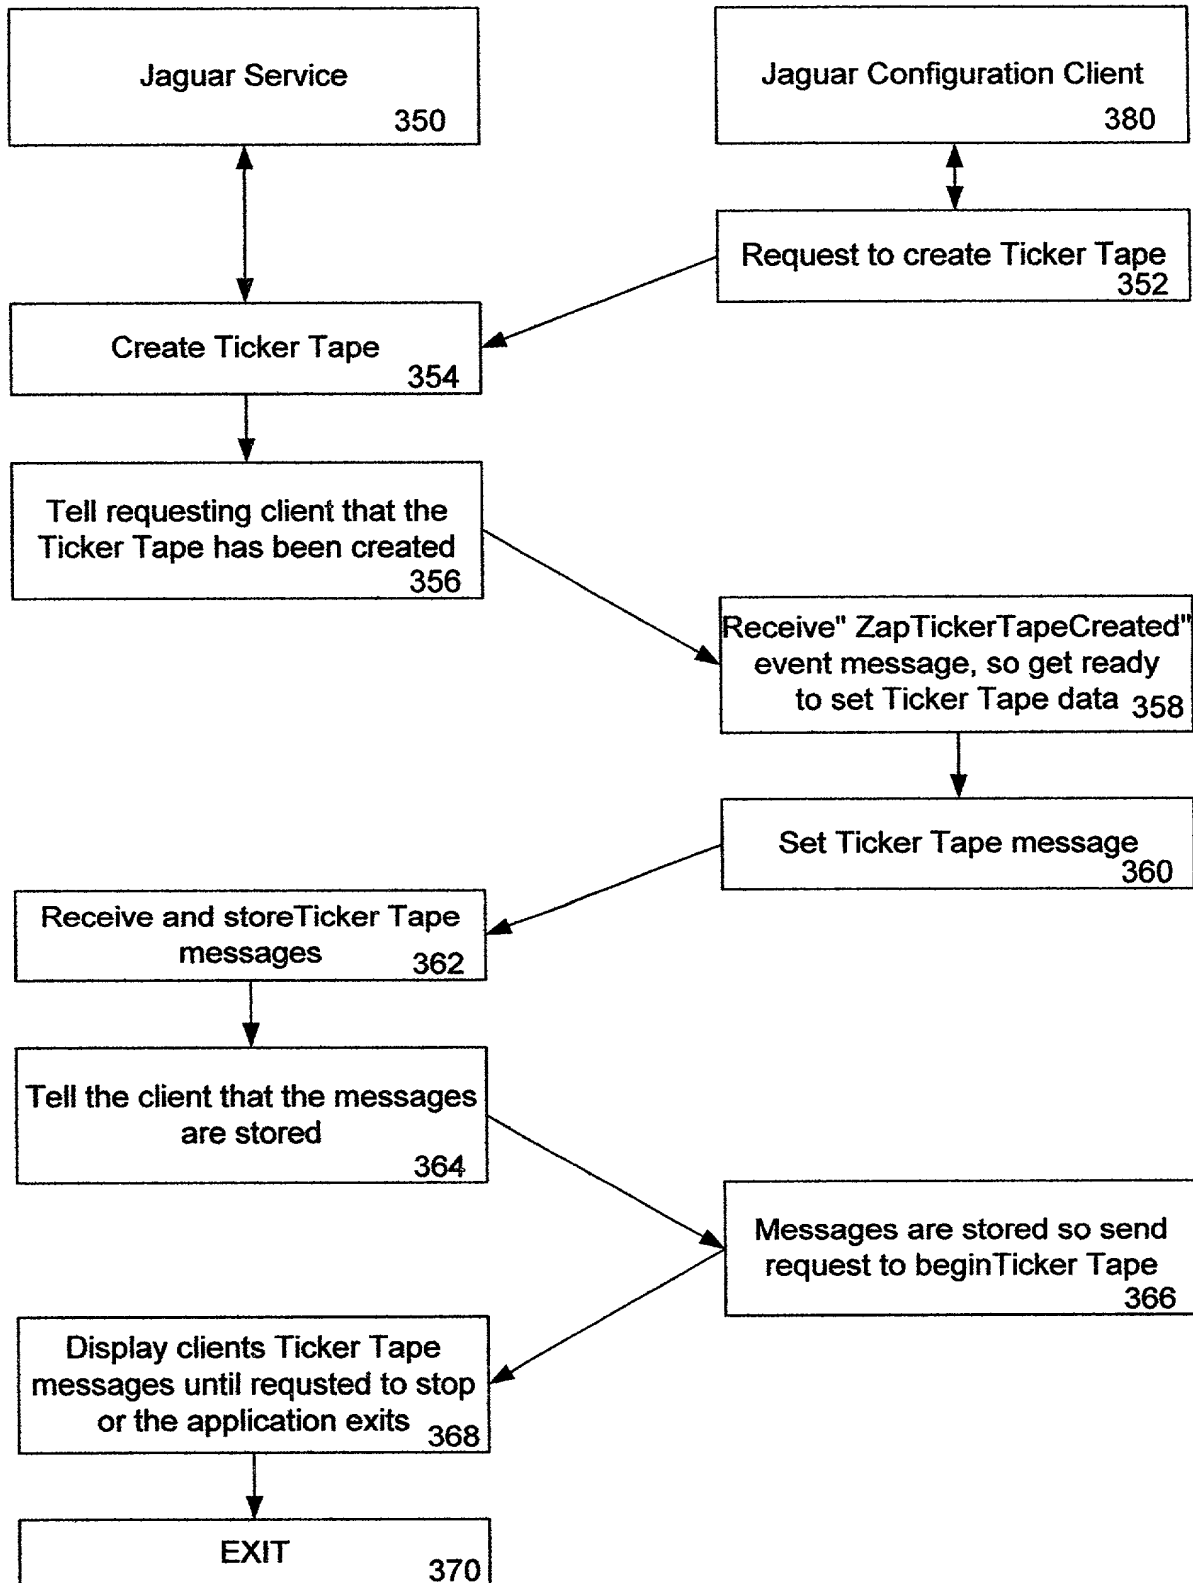 Jaguar Service
350
Jaguar Configuration Client
380
Request to create Ticker Tape
352
Create Ticker Tape
354
Tell requesting client that the
Ticker Tape has been created
356
Receive" ZapTickerTapeCreated"
event message, so get ready
to set Ticker Tape data 358
Set Ticker Tape message
360
Receive and storeTicker Tape
messages
362
Tell the client that the messages
are stored
364
Messages are stored so send
request to beginTicker Tape
366
Display clients Ticker Tape
messages until requsted to stop
or the application exits 368
EXIT
370